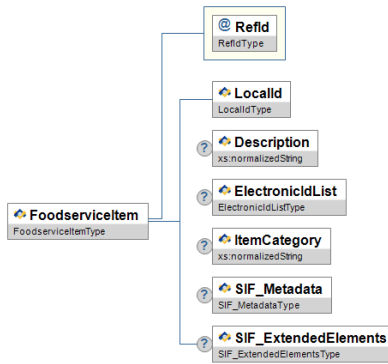 @ RefId
RefIdType
LocalId
LocalIdType
? Description
xs:normalizedString
? ElectronicIdList
ElectronicIdListType
FoodserviceItem
FoodserviceItemType
? ItemCategory
xs:normalizedString
? SIF_Metadata
SIF_MetadataType
? SIF_ExtendedElements
SIF_ExtendedElementsType